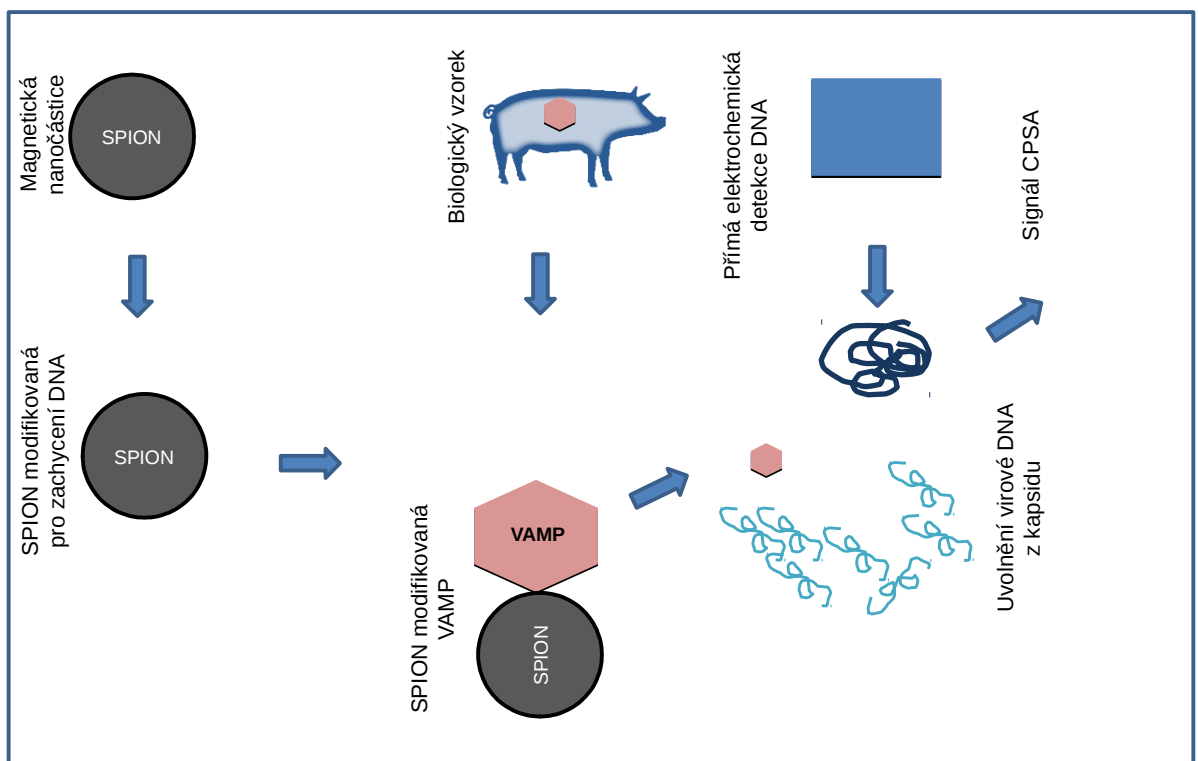 Magnetická
nanočástice
SPION
Biologický vzorek
Přímá elektrochemická
detekce DNA
Signál CPSA
SPION modifikovaná
pro zachycení DNA
SPION
SPION modifikovaná
VAMP
VAMP
SPION
Uvolnění virové DNA
z kapsidu